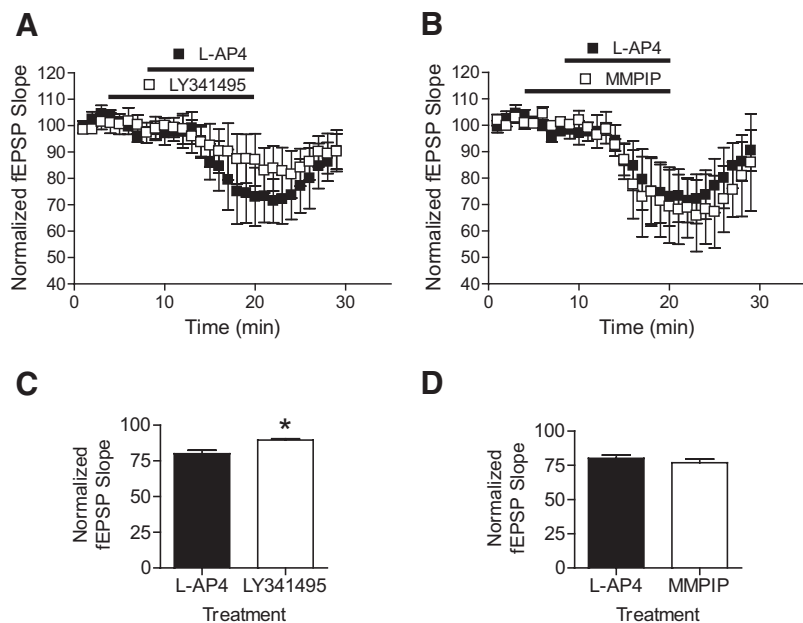 A
L-AP4
LY341495
Normalized fEPSP Slope
120
110
100
90
80
70
60
50
40
0
10
20
30
Time (min)
B
L-AP4
MMPIP
Normalized fEPSP Slope
120
110
100
90
80
70
60
50
40
0
10
20
30
Time (min)
C
Normalized
fEPSP Slope
100
75
50
25
0
*
L-AP4
LY341495
Treatment
D
Normalized
fEPSP Slope
100
75
50
25
0
L-AP4
MMPIP
Treatment